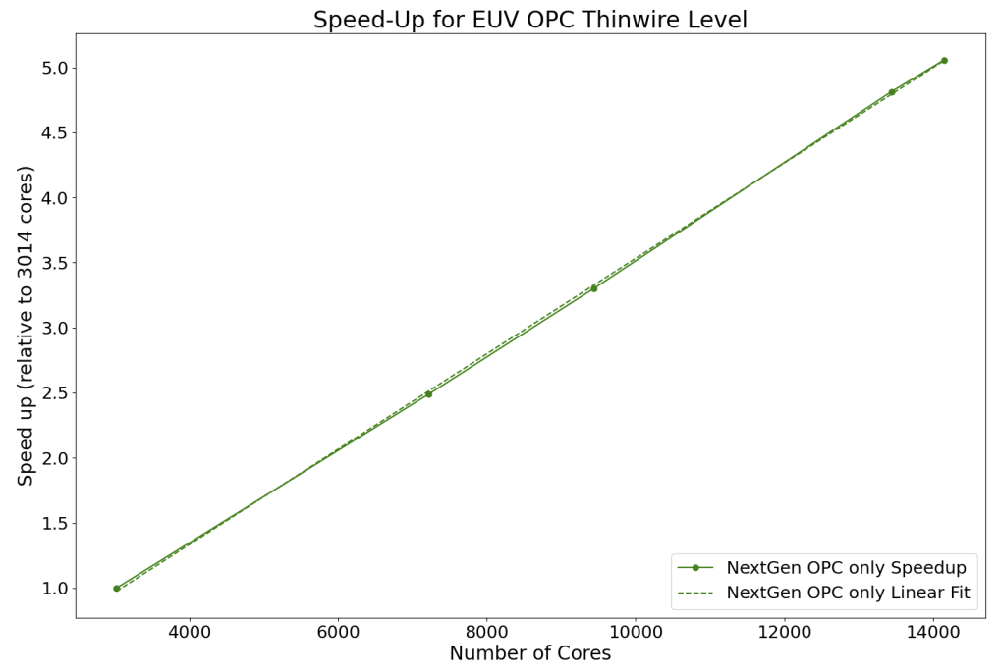 Speed-Up for EUV OPC Thinwire Level
5.0
4.5
4.0
3.5
3.0
2.5
2.0
1.5
1.0
Speed up (relative to 3014 cores)
NextGen OPC only Speedup
NextGen OPC only Linear Fit
4000 6000 8000 10000 12000 14000
Number of Cores